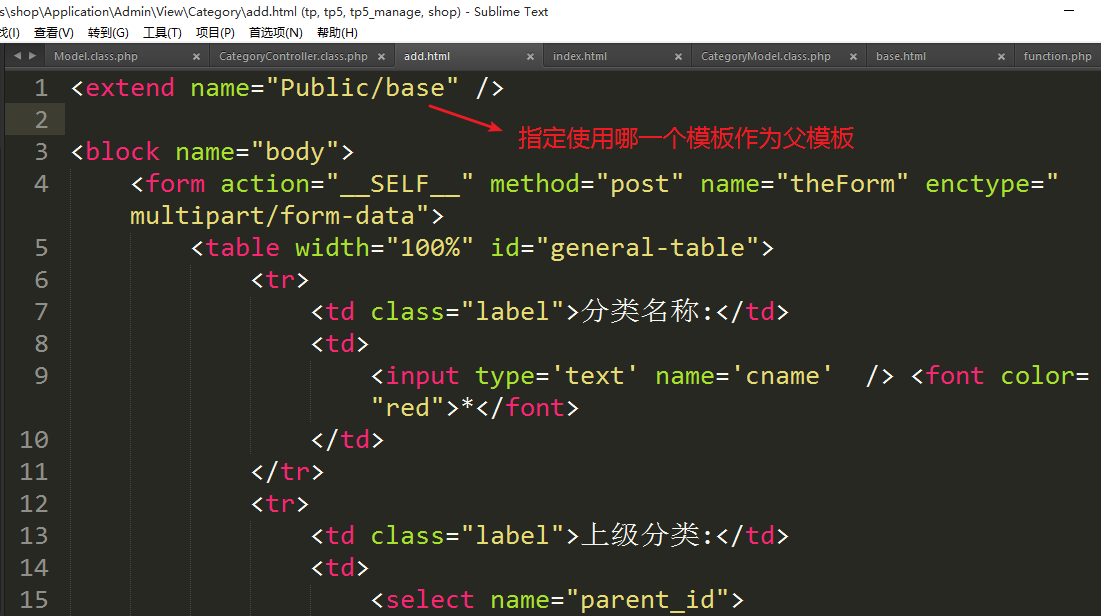 s\shop\Application\Admin\View\Category\add.html (tp, tp5, tp5_manage, shop) - Sublime Text
找(I) 查看(V) 转到(G) 工具(T) 项目(P) 首选项(N) 帮助(H)
Model.class.php × CategoryController.class.php × add.html × index.html × CategoryModel.class.php × base.html × function.php
1 <extend name="Public/base" />
2
指定使用哪一个模板作为父模板
3 <block name="body">
4 <form action="__SELF__" method="post" name="theForm" enctype="
multipart/form-data">
5 <table width="100%" id="general-table">
6 <tr>
7 <td class="label">分类名称:</td>
8 <td>
9 <input type='text' name='cname'  /> <font color=
"red">*</font>
10 </td>
11 </tr>
12 <tr>
13 <td class="label">上级分类:</td>
14 <td>
15 <select name="parent_id">